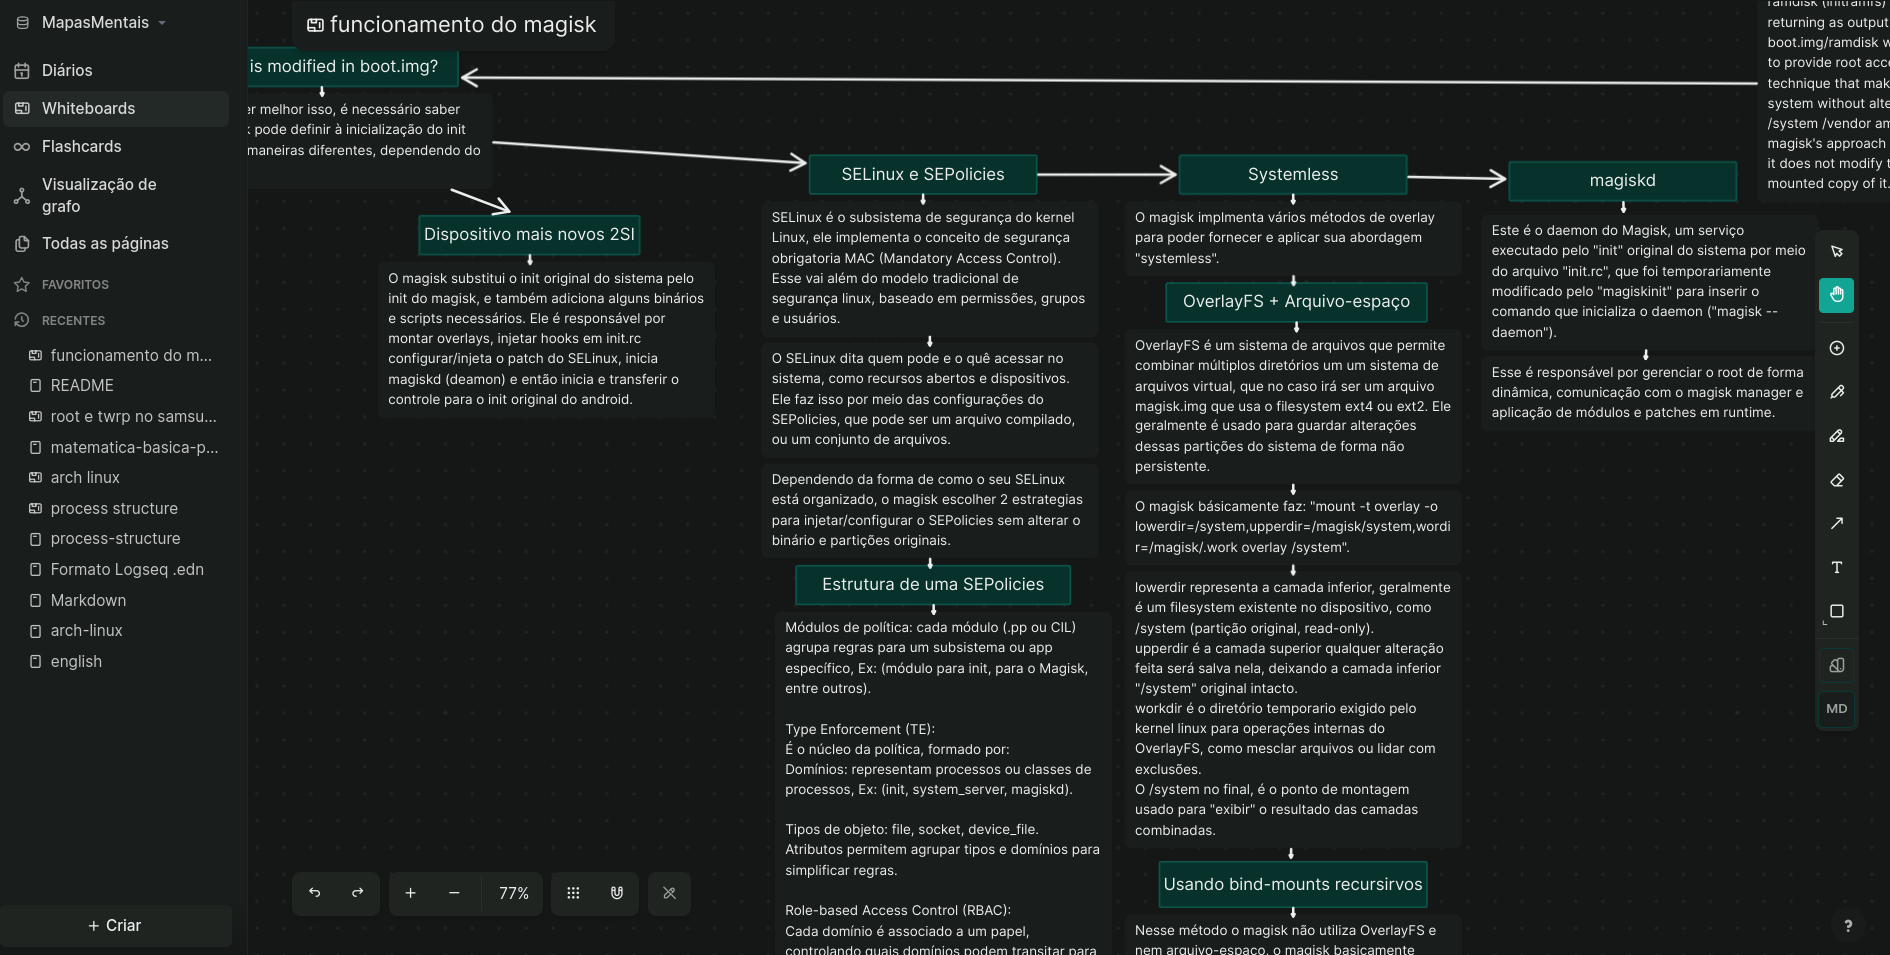 MapasMentais
Diários
Whiteboards
Flashcards
Visualização de
grafo
Todas as páginas
FAVORITOS
RECENTES
funcionamento do m...
README
root e twrp no samsu...
matematica-basica-p...
arch linux
process structure
process-structure
Formato Logseq .edn
Markdown
arch-linux
english
+ Criar
funcionamento do magisk
is modified in boot.img?
er melhor isso, é necessário saber
pode definir à inicialização do init
maneiras diferentes, dependendo do
Dispositivo mais novos 2SI
O magisk substitui o init original do sistema pelo
init do magisk, e também adiciona alguns binários
e scripts necessários. Ele é responsável por
montar overlays, injetar hooks em init.rc
configurar/injeta o patch do SELinux, inicia
magiskd (deamon) e então inicia e transferir o
controle para o init original do android.
SELinux e SEPolicies
SELinux é o subsistema de segurança do kernel
Linux, ele implementa o conceito de segurança
obrigatoria MAC (Mandatory Access Control).
Esse vai além do modelo tradicional de
segurança linux, baseado em permissões, grupos
e usuários.
O SELinux dita quem pode e o quê acessar no
sistema, como recursos abertos e dispositivos.
Ele faz isso por meio das configurações do
SEPolicies, que pode ser um arquivo compilado,
ou um conjunto de arquivos.
Dependendo da forma de como o seu SELinux
está organizado, o magisk escolher 2 estrategias
para injetar/configurar o SEPolicies sem alterar o
binário e partições originais.
Estrutura de uma SEPolicies
Módulos de política: cada módulo (.pp ou CIL)
agrupa regras para um subsistema ou app
específico, Ex: (módulo para init, para o Magisk,
entre outros).
Type Enforcement (TE):
É o núcleo da política, formado por:
Domínios: representam processos ou classes de
processos, Ex: (init, system_server, magiskd).
Tipos de objeto: file, socket, device_file.
Atributos permitem agrupar tipos e domínios para
simplificar regras.
Role-based Access Control (RBAC):
Cada domínio é associado a um papel,
controlando quais domínios podem transitar para
Systemless
O magisk implmenta vários métodos de overlay
para poder fornecer e aplicar sua abordagem
"systemless".
OverlayFS + Arquivo-espaço
OverlayFS é um sistema de arquivos que permite
combinar múltiplos diretórios um um sistema de
arquivos virtual, que no caso irá ser um arquivo
magisk.img que usa o filesystem ext4 ou ext2. Ele
geralmente é usado para guardar alterações
dessas partições do sistema de forma não
persistente.
O magisk básicamente faz: "mount -t overlay -o
lowerdir=/system,upperdir=/magisk/system,wordi
r=/magisk/.work overlay /system".
lowerdir representa a camada inferior, geralmente
é um filesystem existente no dispositivo, como
/system (partição original, read-only).
upperdir é a camada superior qualquer alteração
feita será salva nela, deixando a camada inferior
"/system" original intacto.
workdir é o diretório temporario exigido pelo
kernel linux para operações internas do
OverlayFS, como mesclar arquivos ou lidar com
exclusões.
O /system no final, é o ponto de montagem
usado para "exibir" o resultado das camadas
combinadas.
Usando bind-mounts recursirvos
Nesse método o magisk não utiliza OverlayFS e
nem arquivo-espaço, o magisk basicamente
magiskd
Este é o daemon do Magisk, um serviço
executado pelo "init" original do sistema por meio
do arquivo "init.rc", que foi temporariamente
modificado pelo "magiskinit" para inserir o
comando que inicializa o daemon ("magisk --
daemon").
Esse é responsável por gerenciar o root de forma
dinâmica, comunicação com o magisk manager e
aplicação de módulos e patches em runtime.
ramdisk (initramfs)
returning as output
boot.img/ramdisk w
to provide root acce
technique that mak
system without alte
/system /vendor an
magisk's approach
it does not modify t
mounted copy of it.
T
MD
77%
?